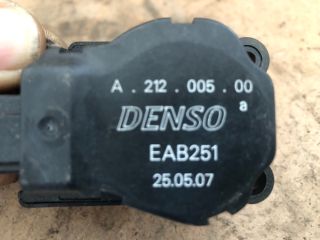 A . 212 . 005 . 00
a
DENSO
EAB251
25.05.07